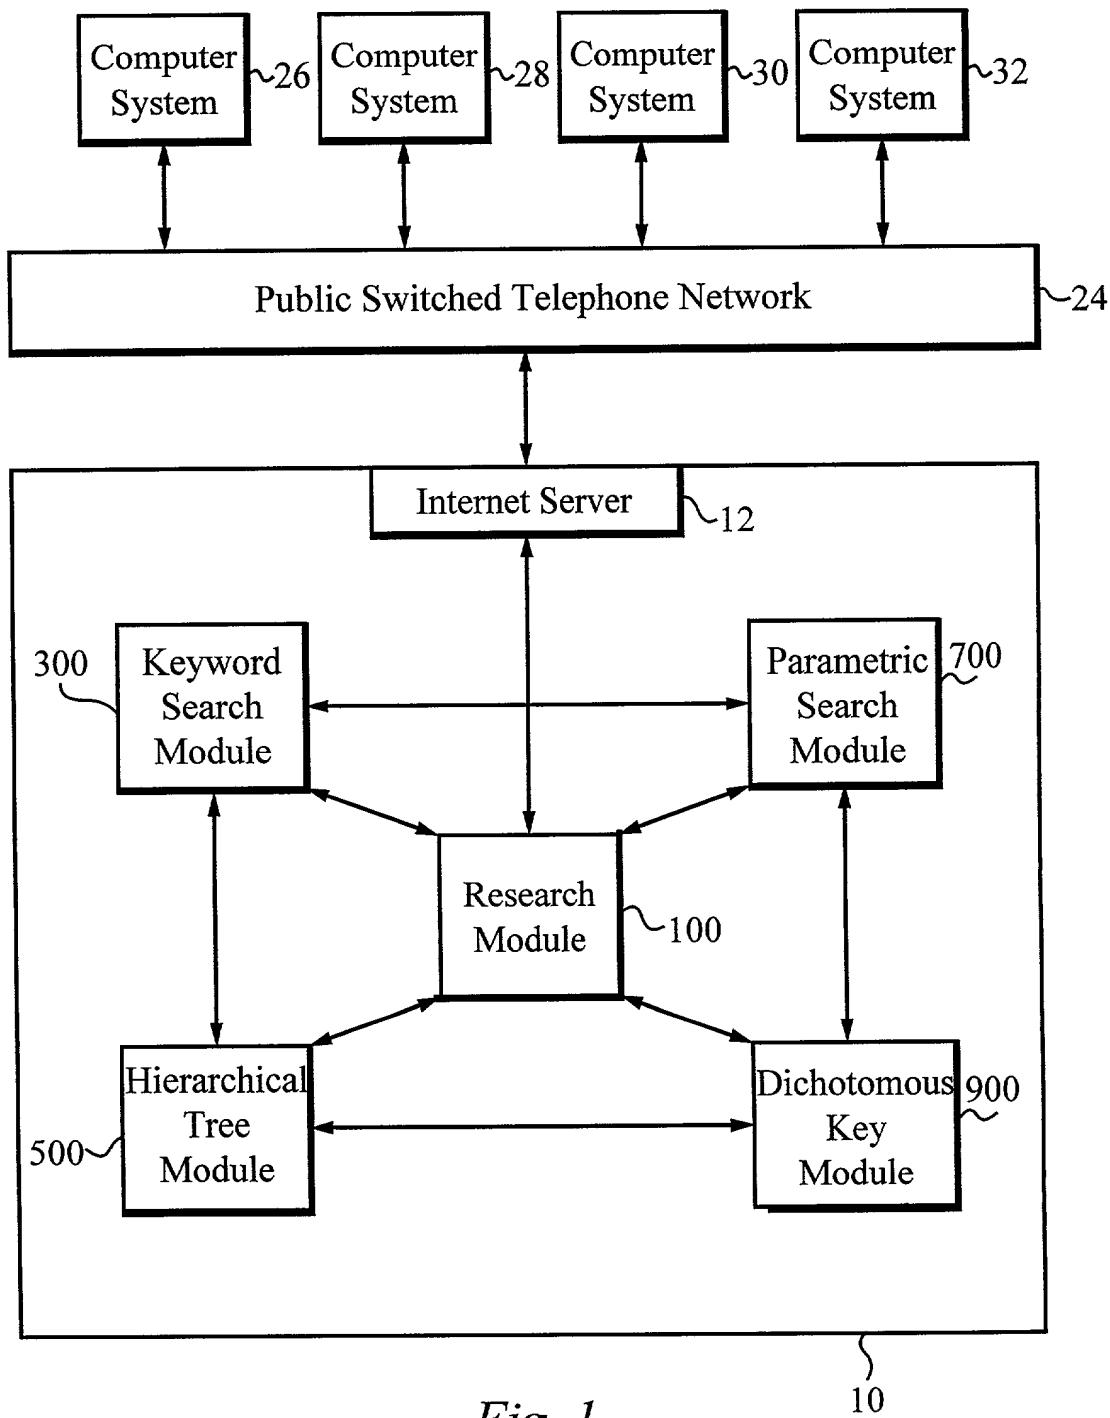 Computer
System
26
Computer
System
28
Computer
System
30
Computer
System
32
Public Switched Telephone Network
24
Internet Server
12
300
Keyword
Search
Module
Parametric
Search
Module
700
Research
Module
100
Hierarchical
Tree
Module
500
Dichotomous
Key
Module
900
10
Fig. 1